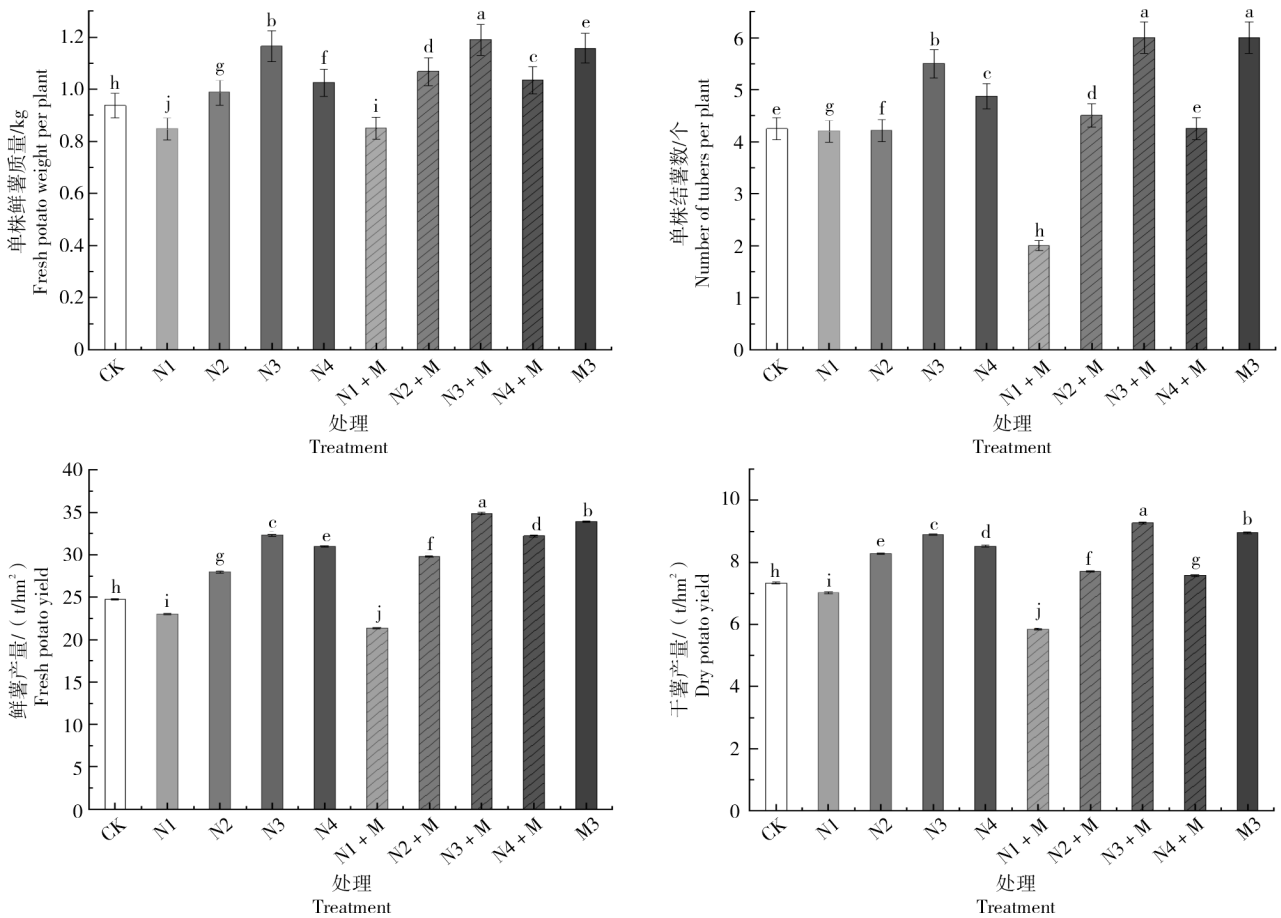 单株鲜薯质量/kg
Fresh potato weight per plant
1.2
1.0
0.8
0.6
0.4
0.2
0
h
j
g
b
f
i
d
a
c
e
CK
N1
N2
N3
N4
N1 + M
N2 + M
N3 + M
N4 + M
M3
处理
Treatment
单株结薯数/个
Number of tubers per plant
6
5
4
3
2
1
0
e
g
f
b
c
h
d
a
e
a
CK
N1
N2
N3
N4
N1 + M
N2 + M
N3 + M
N4 + M
M3
处理
Treatment
鲜薯产量/(t/hm²)
Fresh potato yield
40
35
30
25
20
15
10
5
0
h
i
g
c
e
j
f
a
d
b
CK
N1
N2
N3
N4
N1 + M
N2 + M
N3 + M
N4 + M
M3
处理
Treatment
干薯产量/(t/hm²)
Dry potato yield
10
8
6
4
2
0
h
i
e
c
d
j
f
a
g
b
CK
N1
N2
N3
N4
N1 + M
N2 + M
N3 + M
N4 + M
M3
处理
Treatment